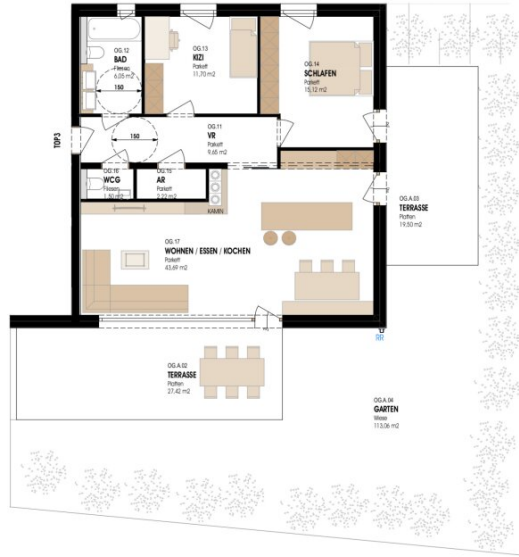 OG.12
BAD
Fliesen
6,05 m2
150
OG.13
KIZI
Parkett
11,70 m2
OG.14
SCHLAFEN
Parkett
15,12 m2
TOP3
150
OG.11
VR
Parkett
9,65 m2
OG.16
WCG
Fliesen
1,50 m2
OG.15
AR
Parkett
2,22 m2
KAMIN
OG.A.03
TERRASSE
Platten
19,50 m2
OG.17
WOHNEN / ESSEN / KOCHEN
Parkett
43,69 m2
RR
OG.A.02
TERRASSE
Platten
27,42 m2
OG.A.04
GARTEN
Wiese
113,06 m2